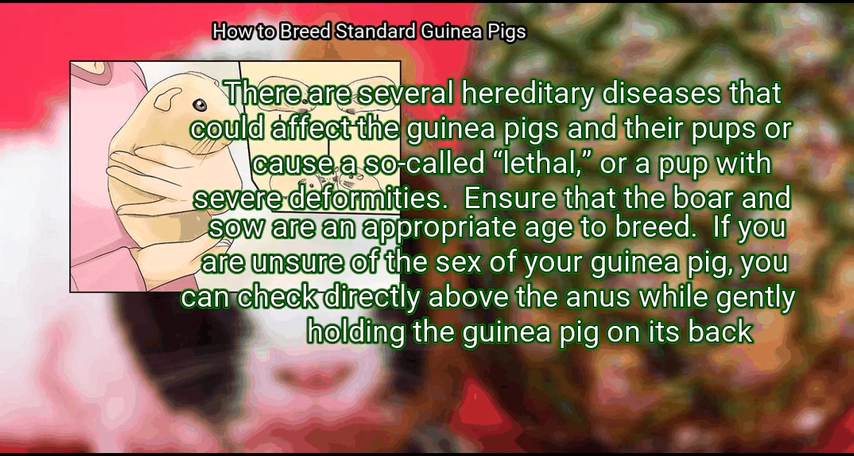 How to Breed Standard Guinea Pigs
There are several hereditary diseases that
could affect the guinea pigs and their pups or
cause a so-called “lethal,” or a pup with
severe deformities.  Ensure that the boar and
sow are an appropriate age to breed.  If you
are unsure of the sex of your guinea pig, you
can check directly above the anus while gently
holding the guinea pig on its back